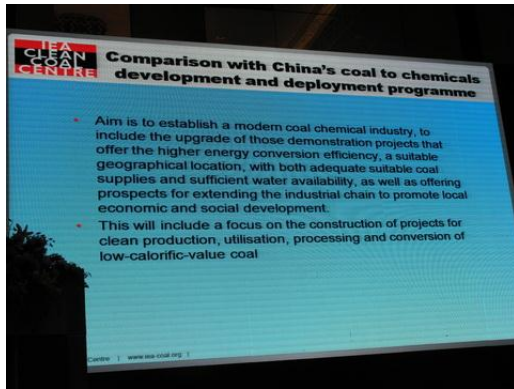 IEA
CLEAN
COAL
CENTRE
Comparison with China's coal to chemicals
development and deployment programme
• Aim is to establish a modern coal chemical industry, to
include the upgrade of those demonstration projects that
offer the higher energy conversion efficiency, a suitable
geographical location, with both adequate suitable coal
supplies and sufficient water availability, as well as offering
prospects for extending the industrial chain to promote local
economic and social development.
• This will include a focus on the construction of projects for
clean production, utilisation, processing and conversion of
low-calorific-value coal
Centre | www.iea-coal.org |